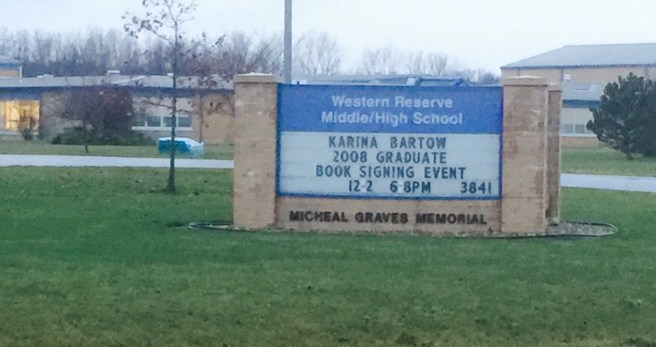 Western Reserve
Middle/High School
KARINA BARTOW
2008 GRADUATE
BOOK SIGNING EVENT
12-2 6-8PM 3841
MICHEAL GRAVES MEMORIAL